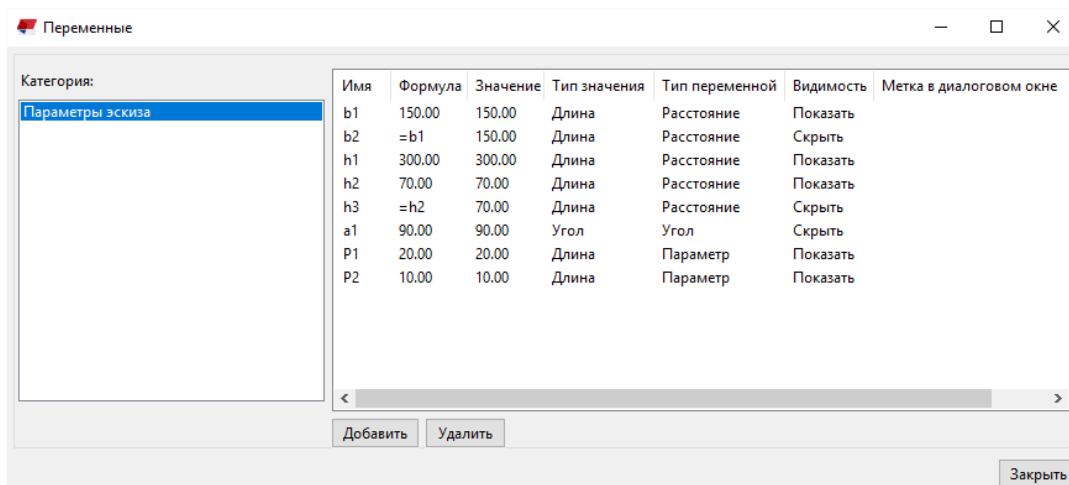 Переменные
Категория:
Параметры эскиза
Имя Формула Значение Тип значения Тип переменной Видимость Метка в диалоговом окне
b1 150.00 150.00 Длина Расстояние Показать
b2 =b1 150.00 Длина Расстояние Скрыть
h1 300.00 300.00 Длина Расстояние Показать
h2 70.00 70.00 Длина Расстояние Показать
h3 =h2 70.00 Длина Расстояние Скрыть
a1 90.00 90.00 Угол Угол Скрыть
P1 20.00 20.00 Длина Параметр Показать
P2 10.00 10.00 Длина Параметр Показать
Добавить Удалить
Закрыть